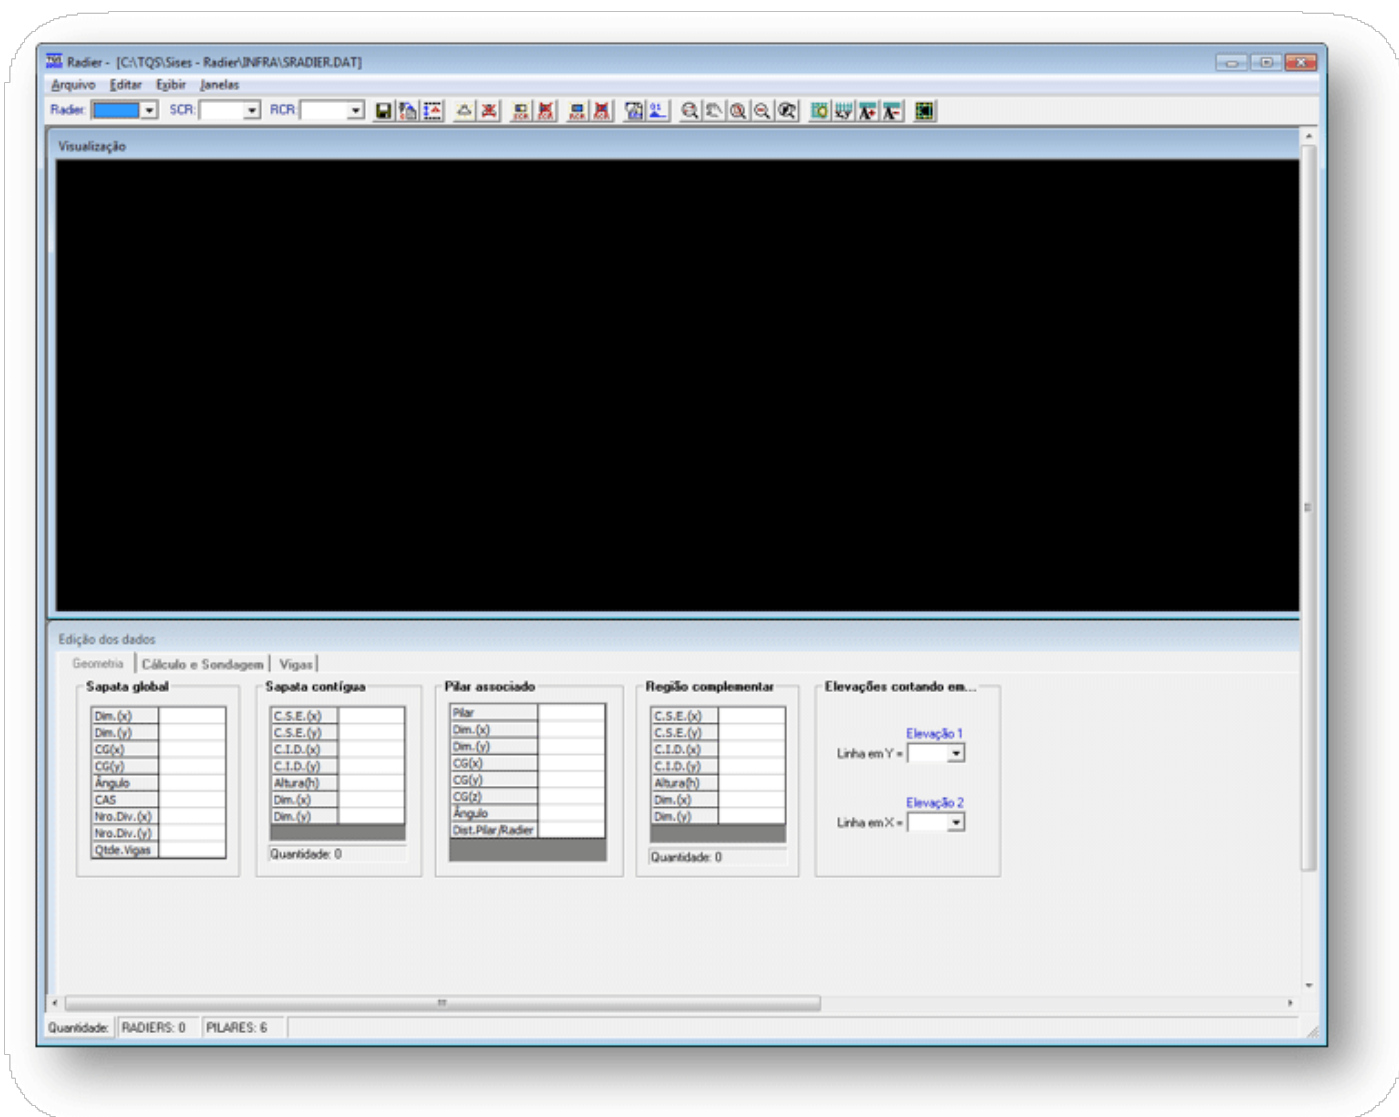 Radier - [C:\TQS\Sises - Radier\INFRA\SRADIER.DAT]
Arquivo Editar Exibir Janelas
Radier: SCR: RCR:
Visualização
Edição dos dados
Geometria Cálculo e Sondagem Vigas
Sapata global
Dim.(x)
Dim.(y)
CG(x)
CG(y)
Ângulo
CAS
Nro.Div.(x)
Nro.Div.(y)
Qtde.Vigas
Sapata contígua
C.S.E.(x)
C.S.E.(y)
C.I.D.(x)
C.I.D.(y)
Altura(h)
Dim.(x)
Dim.(y)
Quantidade: 0
Pilar associado
Pilar
Dim.(x)
Dim.(y)
CG(x)
CG(y)
CG(z)
Ângulo
Dist.Pilar/Radier
Região complementar
C.S.E.(x)
C.S.E.(y)
C.I.D.(x)
C.I.D.(y)
Altura(h)
Dim.(x)
Dim.(y)
Quantidade: 0
Elevações cortando em...
Elevação 1
Linha em Y =
Elevação 2
Linha em X =
Quantidade: RADIERS: 0 PILARES: 6